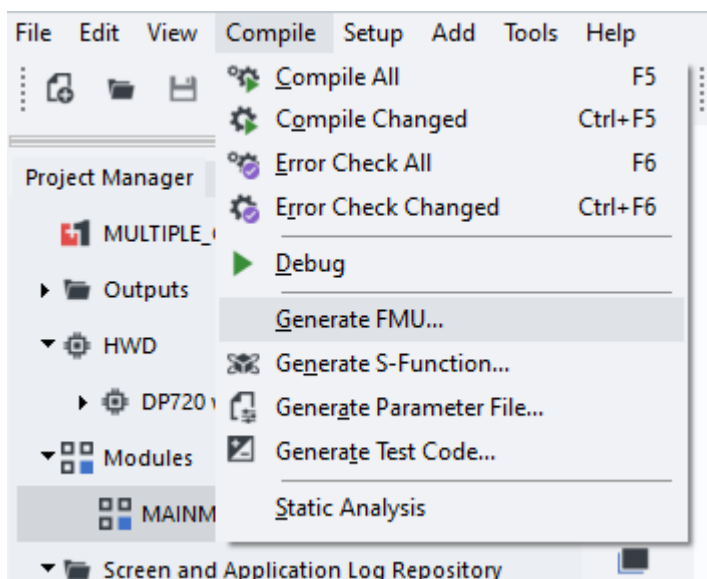 File Edit View Compile Setup Add Tools Help
Compile All F5
Compile Changed Ctrl+F5
Error Check All F6
Error Check Changed Ctrl+F6
Debug
Generate FMU...
Generate S-Function...
Generate Parameter File...
Generate Test Code...
Static Analysis
Project Manager
MULTIPLE_
Outputs
HWD
DP720
Modules
MAINM
Screen and Application Log Repository